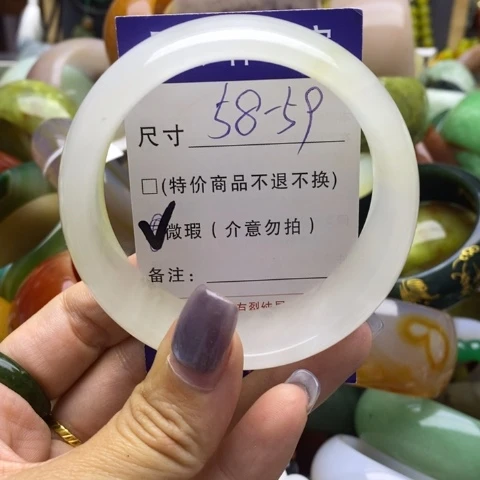 尺寸 58-59
□(特价商品不退不换)
微瑕(介意勿拍)
备注: